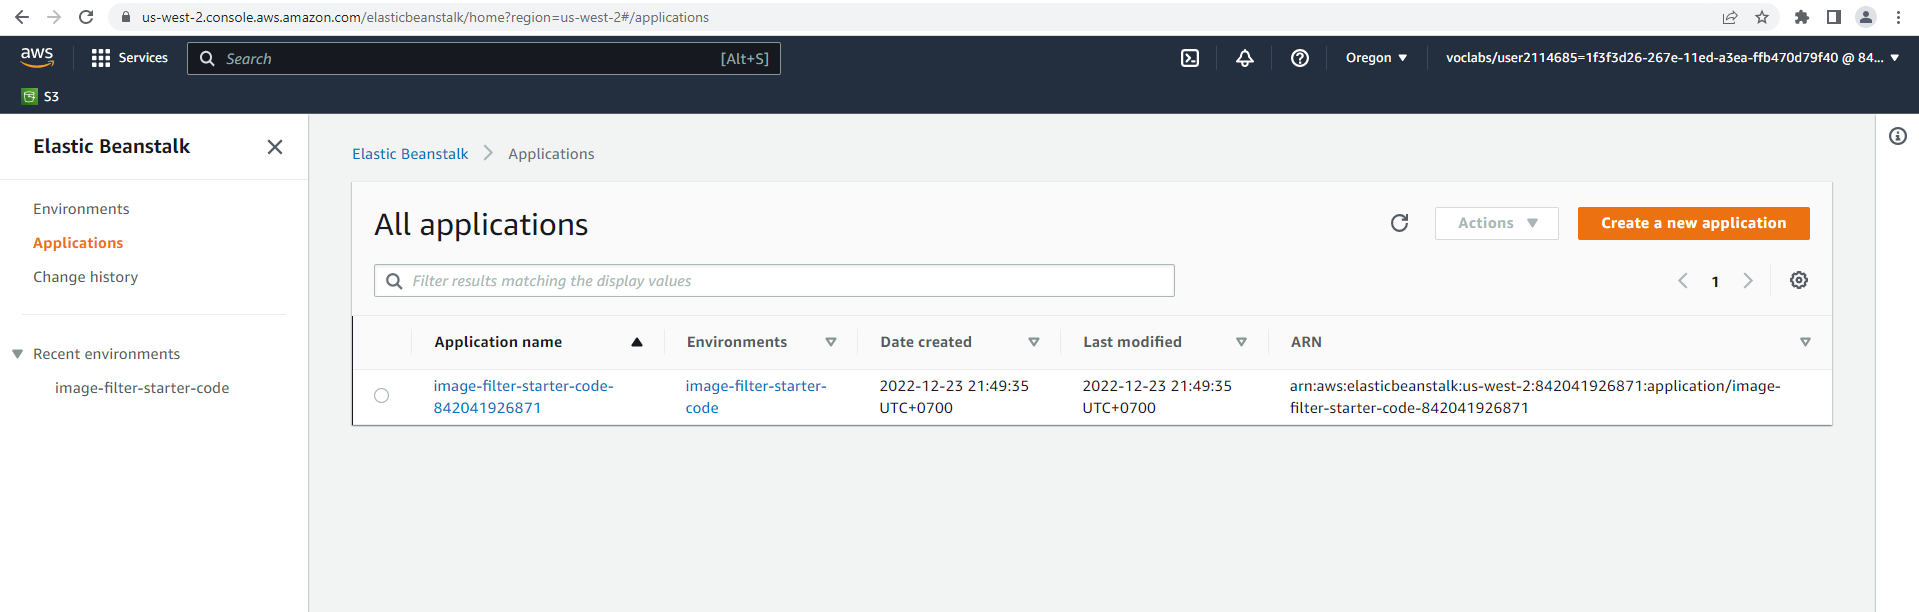 us-west-2.console.aws.amazon.com/elasticbeanstalk/home?region=us-west-2#/applications
aws Services Search [Alt+S] Oregon voclabs/user2114685=1f3f3d26-267e-11ed-a3ea-ffb470d79f40 @ 84...
S3
Elastic Beanstalk
Environments
Applications
Change history
Recent environments
image-filter-starter-code
Elastic Beanstalk Applications
All applications
Actions
Create a new application
Filter results matching the display values
1
Application name Environments Date created Last modified ARN
image-filter-starter-code- image-filter-starter- 2022-12-23 21:49:35 2022-12-23 21:49:35 arn:aws:elasticbeanstalk:us-west-2:842041926871:application/image-
842041926871 code UTC+0700 UTC+0700 filter-starter-code-842041926871